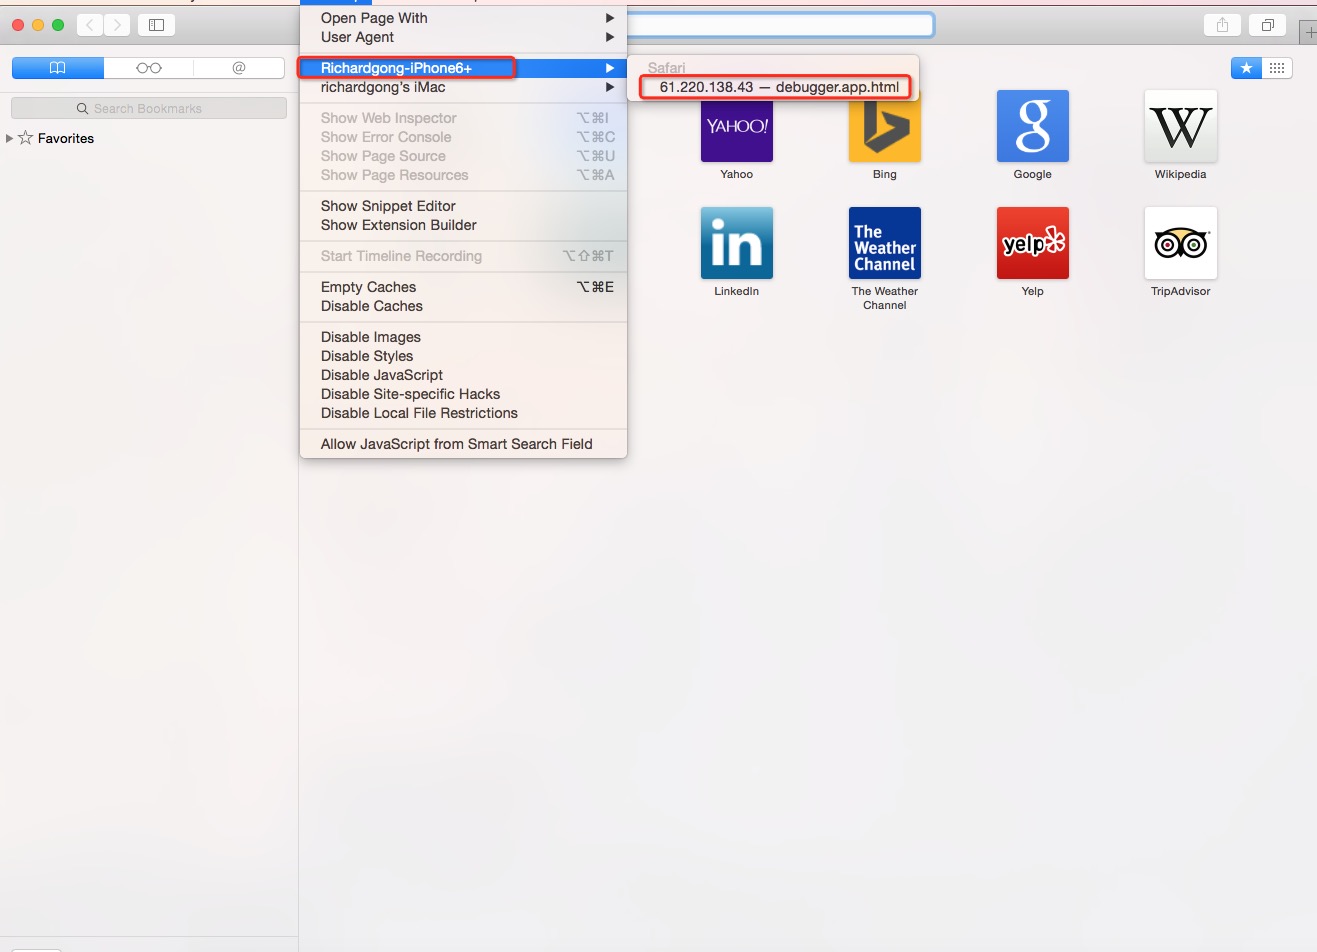 Open Page With
User Agent
Richardgong-iPhone6+
Safari
richardgong's iMac
61.220.138.43 — debugger.app.html
@
Search Bookmarks
Favorites
Show Web Inspector ⌥⌘I
Show Error Console ⌥⌘C
Show Page Source ⌥⌘U
Show Page Resources ⌥⌘A
Show Snippet Editor
Show Extension Builder
Start Timeline Recording ⌥⇧⌘T
Empty Caches ⌥⌘E
Disable Caches
Disable Images
Disable Styles
Disable JavaScript
Disable Site-specific Hacks
Disable Local File Restrictions
Allow JavaScript from Smart Search Field
YAHOO!
g
W
Yahoo
Bing
Google
Wikipedia
in
The
Weather
Channel
yelp
LinkedIn
The Weather
Channel
Yelp
TripAdvisor